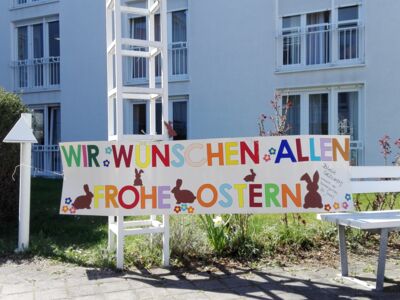 WIR WÜNSCHEN ALLEN
FROHE OSTERN